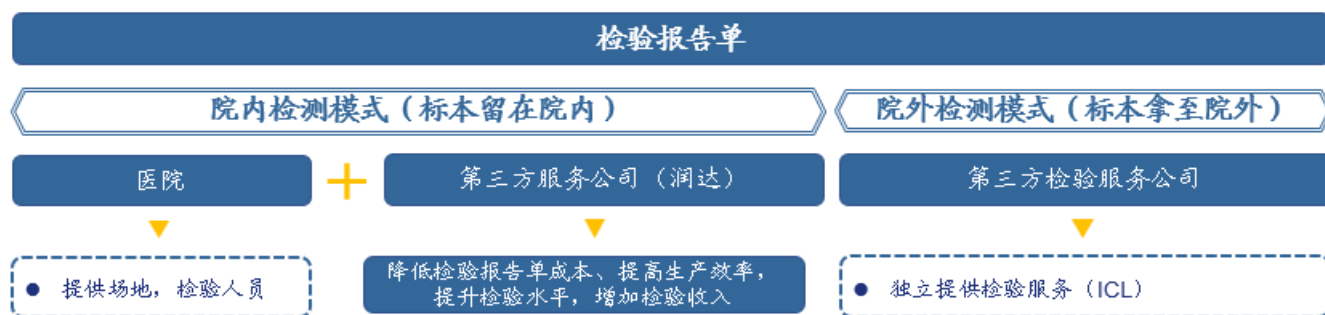 检验报告单
院内检测模式（标本留在院内）
院外检测模式（标本拿至院外）
医院
第三方服务公司（润达）
第三方检验服务公司
● 提供场地，检验人员
降低检验报告单成本、提高生产效率，
提升检验水平，增加检验收入
● 独立提供检验服务（ICL）